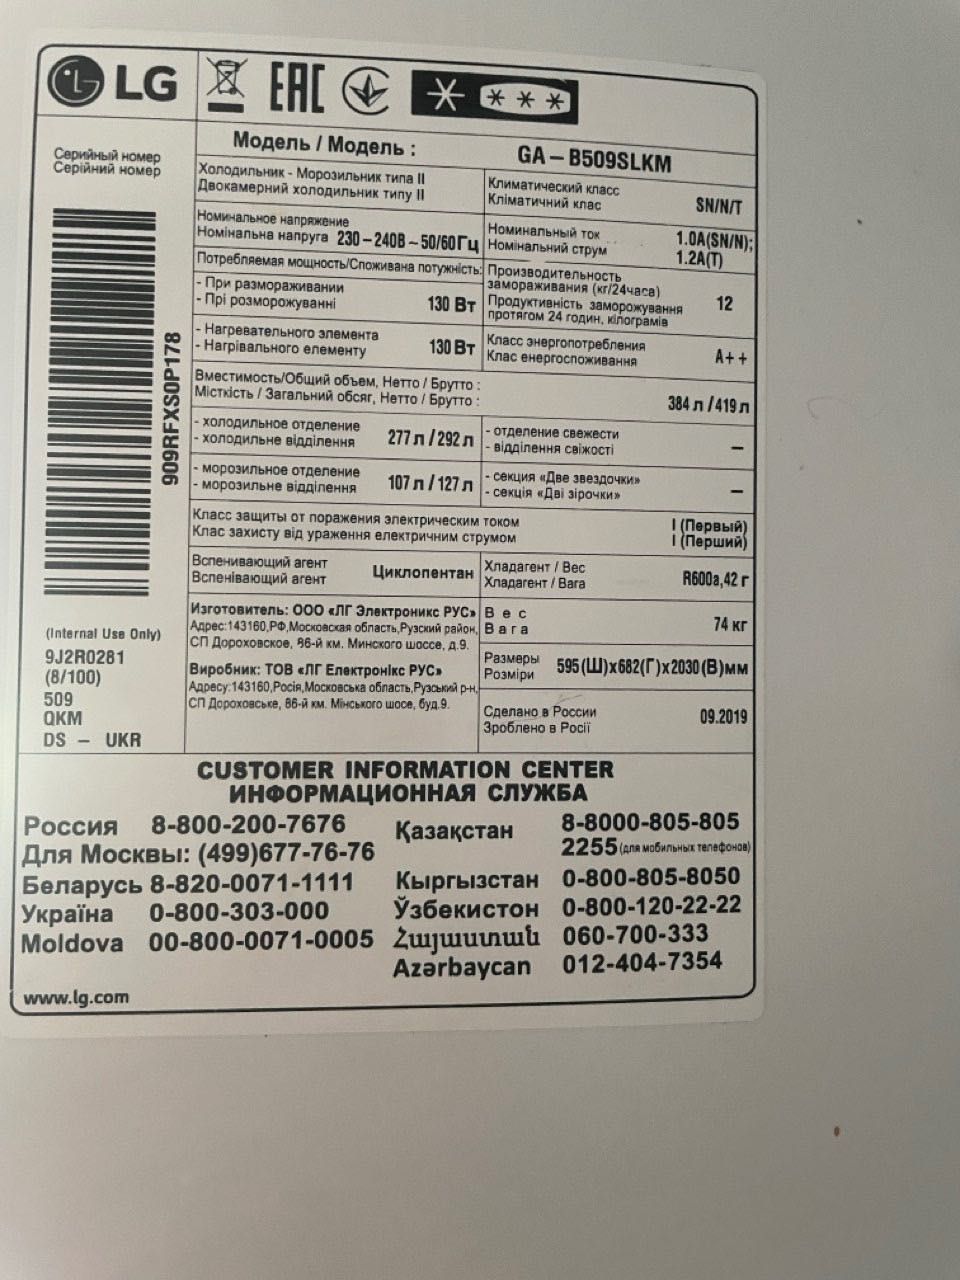 LG EAC
Серийный номер
Серійний номер
909RFXS0P178
(Internal Use Only)
9J2R0281
(8/100)
509
QKM
DS – UKR
Модель / Модель : GA – B509SLKM
Холодильник - Морозильник типа II
Двокамерний холодильник типу II
Климатический класс
Кліматичний клас
SN/N/T
Номинальное напряжение
Номінальна напруга 230 - 240В ~ 50/60Гц
Номинальный ток
Номінальний струм
1.0A(SN/N);
1.2A(T)
Потребляемая мощность/Споживана потужність:
- При размораживании
- Прі розморожуванні
130 Вт
Производительность
замораживания (кг/24часа)
Продуктивність заморожування
протягом 24 годин, кілограмів
12
- Нагревательного элемента
- Нагрівального елементу
130 Вт
Класс энергопотребления
Клас енергоспоживання
A++
Вместимость/Общий объем, Нетто / Брутто :
Місткість / Загальний обсяг, Нетто / Брутто :
384 л / 419 л
- холодильное отделение
- холодильне відділення
277 л / 292 л
- отделение свежести
- відділення свіжості
–
- морозильное отделение
- морозильне відділення
107 л / 127 л
- секция «Две звездочки»
- секція «Дві зірочки»
–
Класс защиты от поражения электрическим током
Клас захисту від ураження електричним струмом
I (Первый)
I (Перший)
Вспенивающий агент
Вспенівающий агент
Циклопентан
Хладагент / Вес
Хладагент / Вага
R600a,42 г
Изготовитель: ООО «ЛГ Электроникс РУС»
Адрес:143160,РФ,Московская область,Рузский район,
СП Дороховское, 86-й км. Минского шоссе, д.9.
Виробник: ТОВ «ЛГ Електронікс РУС»
Адресу:143160,Росія,Московська область,Рузський р-н,
СП Дороховське, 86-й км. Мінського шосе, буд.9.
Вес
Вага
74 кг
Размеры
Розміри
595(Ш)x682(Г)x2030(В)мм
Сделано в России
Зроблено в Росії
09.2019
CUSTOMER INFORMATION CENTER
ИНФОРМАЦИОННАЯ СЛУЖБА
Россия 8-800-200-7676
Для Москвы: (499)677-76-76
Беларусь 8-820-0071-1111
Україна 0-800-303-000
Moldova 00-800-0071-0005
Қазақстан 8-8000-805-805
2255(для мобильных телефонов)
Кыргызстан 0-800-805-8050
Ўзбекистон 0-800-120-22-22
Հայաստան 060-700-333
Azərbaycan 012-404-7354
www.lg.com